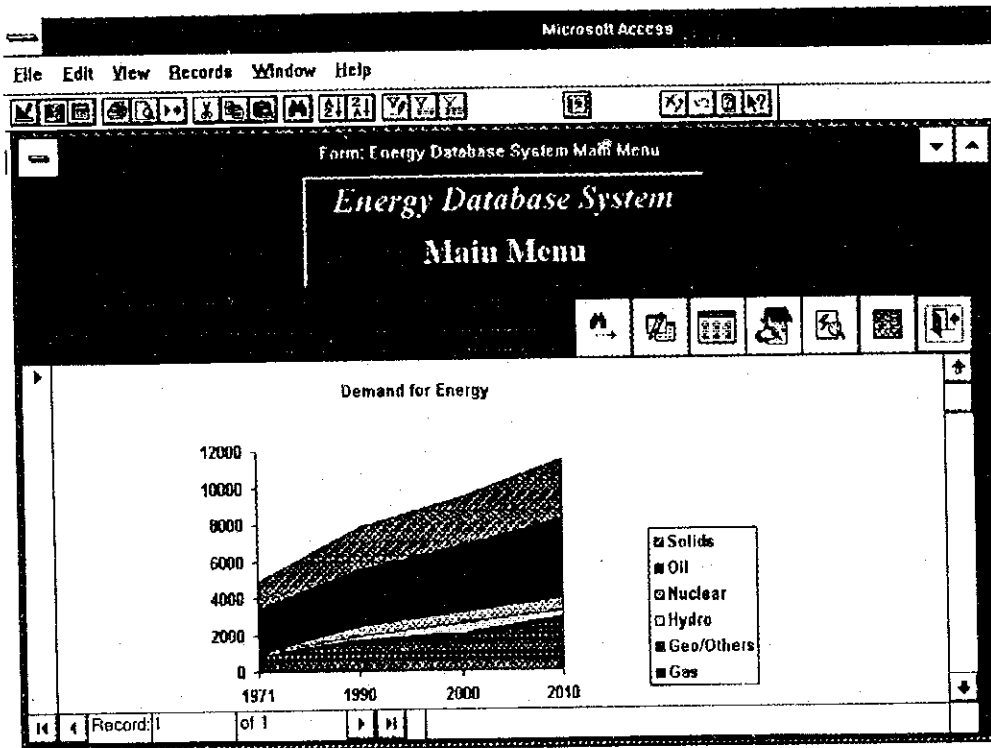 Microsoft Access
File Edit View Records Window Help
Form: Energy Database System Main Menu
Energy Database System
Main Menu
Demand for Energy
12000
10000
8000
6000
4000
2000
0
1971 1990 2000 2010
Solids
Oil
Nuclear
Hydro
Geo/Others
Gas
Record: 1 of 1